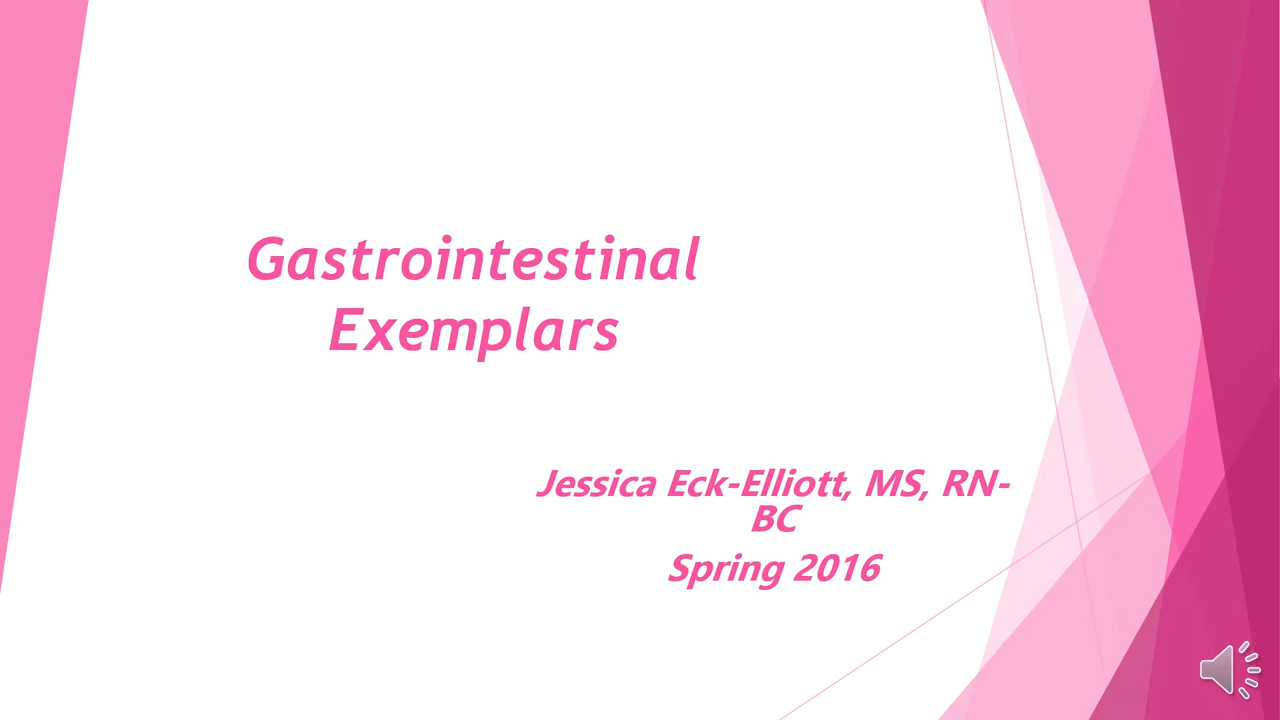 Gastrointestinal
Exemplars
Jessica Eck-Elliott, MS, RN-
BC
Spring 2016